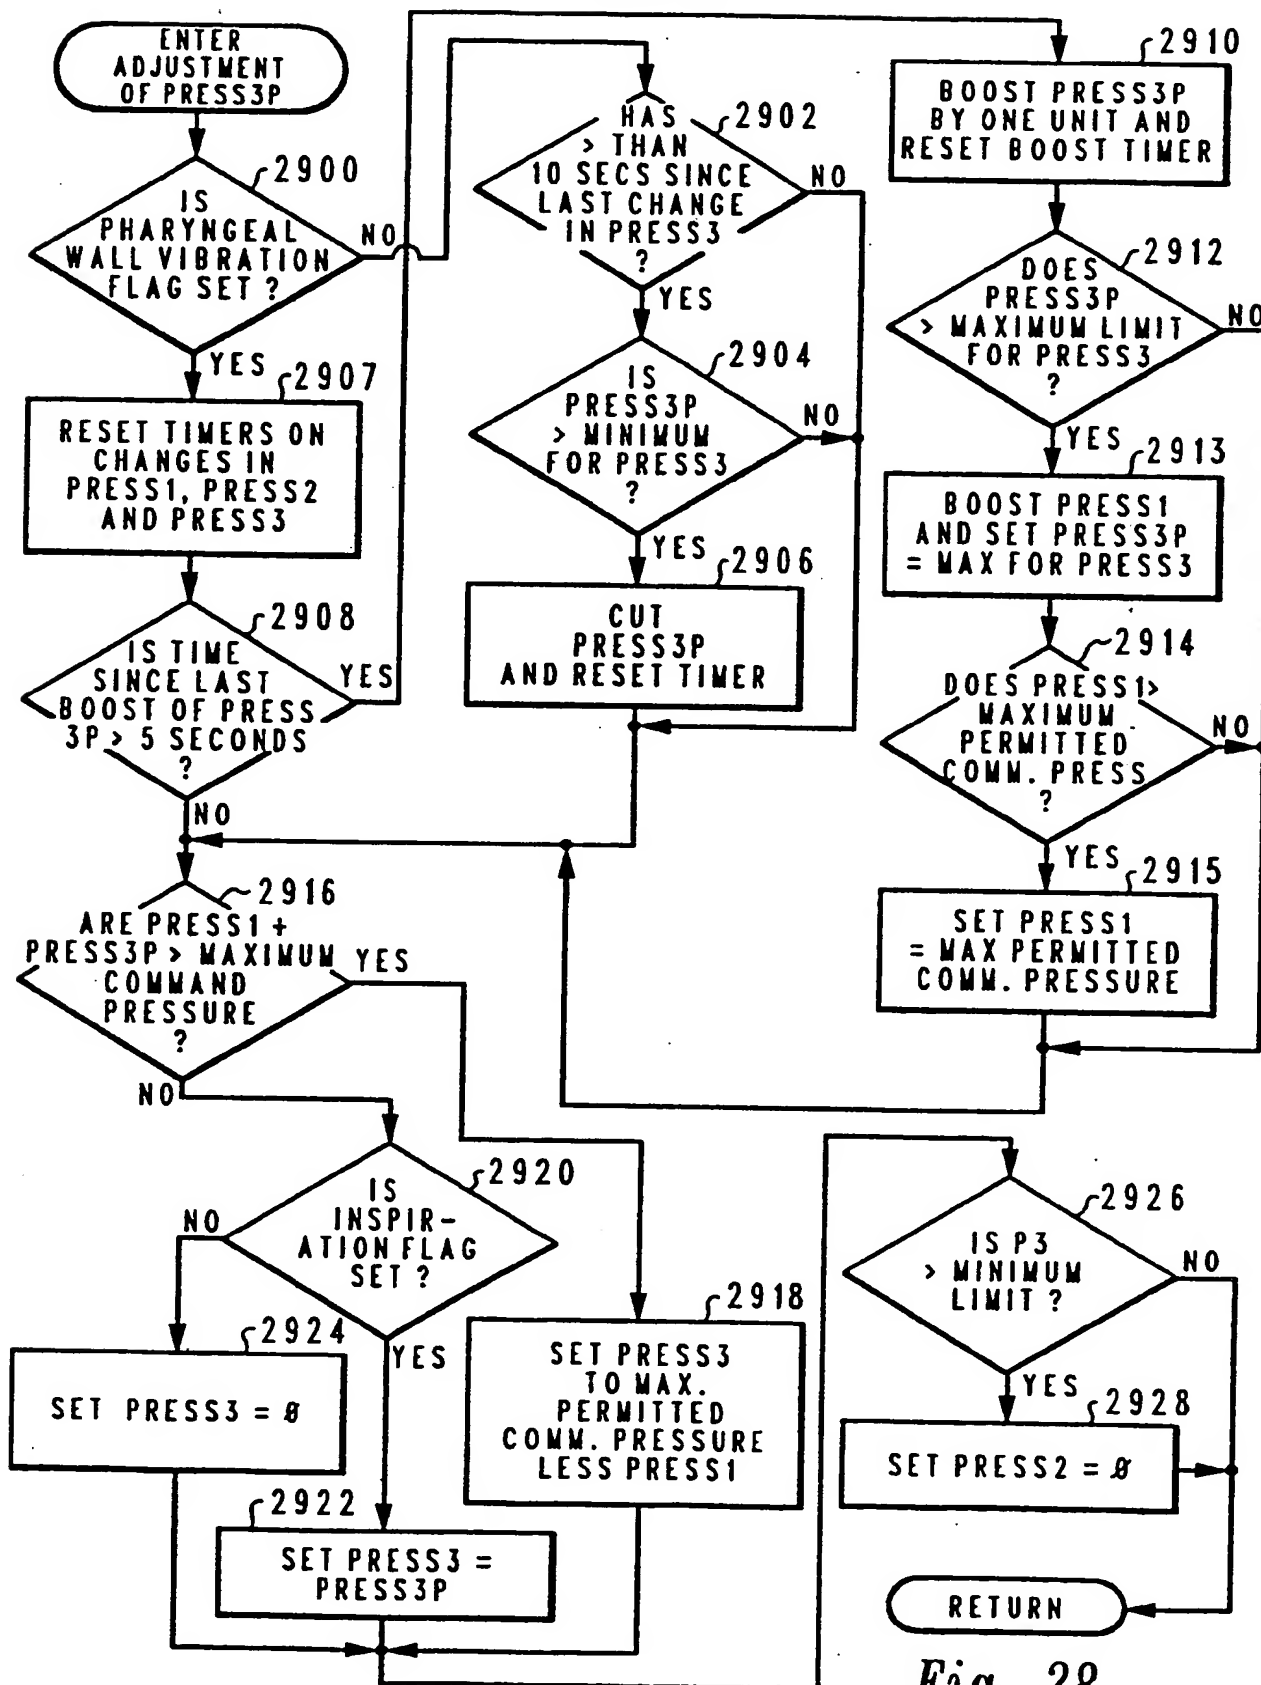 ENTER
ADJUSTMENT
OF PRESS3P
2900
IS
PHARYNGEAL
WALL VIBRATION
FLAG SET ?
NO
YES
2907
RESET TIMERS ON
CHANGES IN
PRESS1, PRESS2
AND PRESS3
2908
IS TIME
SINCE LAST
BOOST OF PRESS
3P > 5 SECONDS
?
YES
NO
2902
HAS
> THAN
10 SECS SINCE
LAST CHANGE
IN PRESS3
?
NO
YES
2904
IS
PRESS3P
> MINIMUM
FOR PRESS3
?
NO
YES
2906
CUT
PRESS3P
AND RESET TIMER
2910
BOOST PRESS3P
BY ONE UNIT AND
RESET BOOST TIMER
2912
DOES
PRESS3P
> MAXIMUM LIMIT
FOR PRESS3
?
NO
YES
2913
BOOST PRESS1
AND SET PRESS3P
= MAX FOR PRESS3
2914
DOES PRESS1>
MAXIMUM
PERMITTED
COMM. PRESS
?
NO
YES
2915
SET PRESS1
= MAX PERMITTED
COMM. PRESSURE
2916
ARE PRESS1 +
PRESS3P > MAXIMUM
COMMAND
PRESSURE
?
YES
NO
2920
IS
INSPIR-
ATION FLAG
SET ?
NO
YES
2924
SET PRESS3 = 0
2922
SET PRESS3 =
PRESS3P
2918
SET PRESS3
TO MAX.
PERMITTED
COMM. PRESSURE
LESS PRESS1
2926
IS P3
> MINIMUM
LIMIT ?
NO
YES
2928
SET PRESS2 = 0
RETURN
Fig. 28